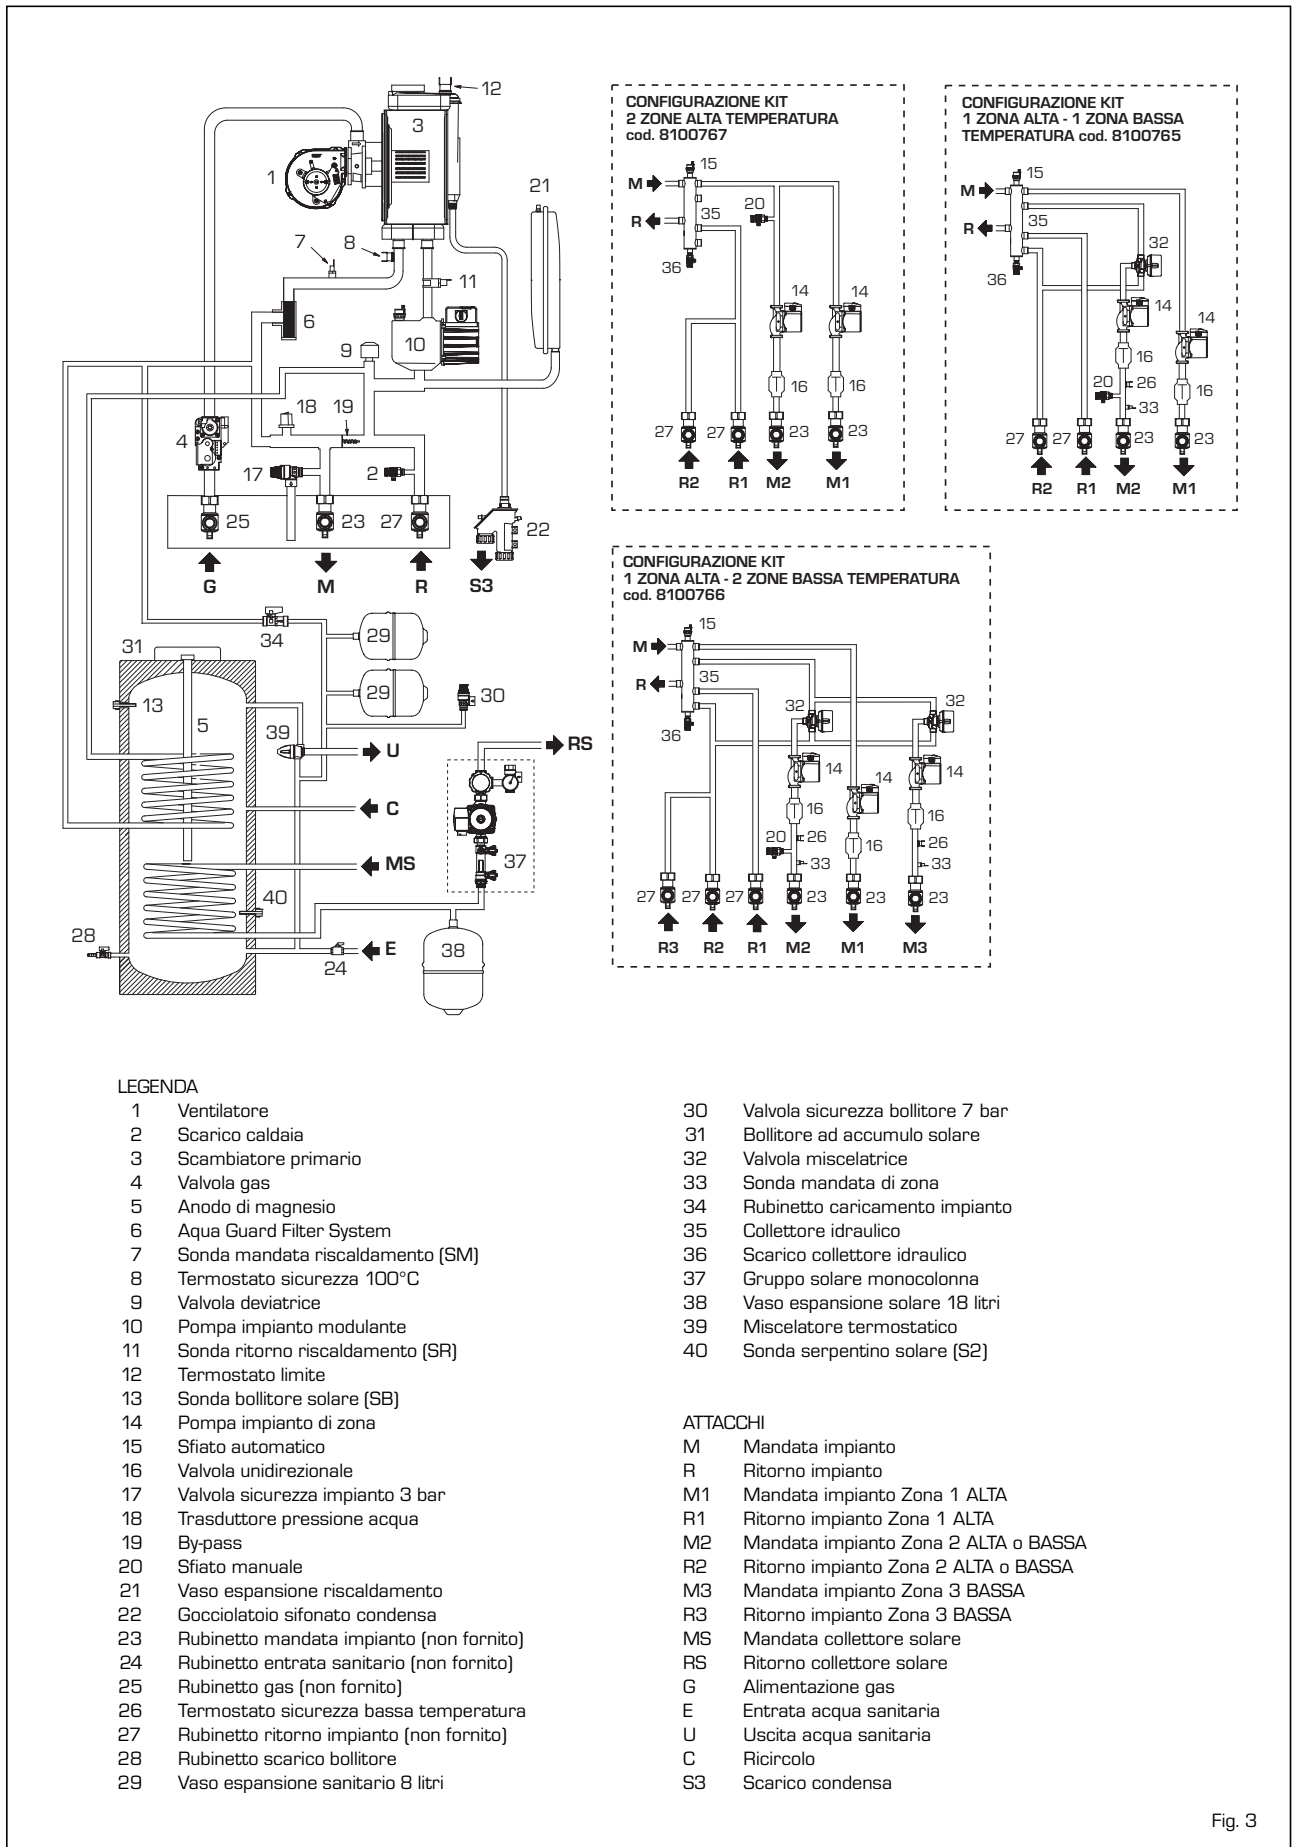 12
3
1
21
7
8
11
6
10
9
18
19
4
17
2
25
23
27
22
G
M
R
S3
34
29
31
29
30
13
5
39
U
RS
C
37
MS
40
28
E
24
38
CONFIGURAZIONE KIT
2 ZONE ALTA TEMPERATURA
cod. 8100767
15
M
20
R
35
36
14
14
16
16
27
27
23
23
R2
R1
M2
M1
CONFIGURAZIONE KIT
1 ZONA ALTA - 1 ZONA BASSA
TEMPERATURA cod. 8100765
15
M
35
R
32
36
14
14
16
20
26
16
33
27
27
23
23
R2
R1
M2
M1
CONFIGURAZIONE KIT
1 ZONA ALTA - 2 ZONE BASSA TEMPERATURA
cod. 8100766
15
M
35
R
32
32
36
14
14
14
16
16
20
26
16
26
33
33
27
27
27
23
23
23
R3
R2
R1
M2
M1
M3
LEGENDA
1 Ventilatore
2 Scarico caldaia
3 Scambiatore primario
4 Valvola gas
5 Anodo di magnesio
6 Aqua Guard Filter System
7 Sonda mandata riscaldamento (SM)
8 Termostato sicurezza 100°C
9 Valvola deviatrice
10 Pompa impianto modulante
11 Sonda ritorno riscaldamento (SR)
12 Termostato limite
13 Sonda bollitore solare (SB)
14 Pompa impianto di zona
15 Sfiato automatico
16 Valvola unidirezionale
17 Valvola sicurezza impianto 3 bar
18 Trasduttore pressione acqua
19 By-pass
20 Sfiato manuale
21 Vaso espansione riscaldamento
22 Gocciolatoio sifonato condensa
23 Rubinetto mandata impianto (non fornito)
24 Rubinetto entrata sanitario (non fornito)
25 Rubinetto gas (non fornito)
26 Termostato sicurezza bassa temperatura
27 Rubinetto ritorno impianto (non fornito)
28 Rubinetto scarico bollitore
29 Vaso espansione sanitario 8 litri
30 Valvola sicurezza bollitore 7 bar
31 Bollitore ad accumulo solare
32 Valvola miscelatrice
33 Sonda mandata di zona
34 Rubinetto caricamento impianto
35 Collettore idraulico
36 Scarico collettore idraulico
37 Gruppo solare monocolonna
38 Vaso espansione solare 18 litri
39 Miscelatore termostatico
40 Sonda serpentino solare (S2)
ATTACCHI
M Mandata impianto
R Ritorno impianto
M1 Mandata impianto Zona 1 ALTA
R1 Ritorno impianto Zona 1 ALTA
M2 Mandata impianto Zona 2 ALTA o BASSA
R2 Ritorno impianto Zona 2 ALTA o BASSA
M3 Mandata impianto Zona 3 BASSA
R3 Ritorno impianto Zona 3 BASSA
MS Mandata collettore solare
RS Ritorno collettore solare
G Alimentazione gas
E Entrata acqua sanitaria
U Uscita acqua sanitaria
C Ricircolo
S3 Scarico condensa
Fig. 3